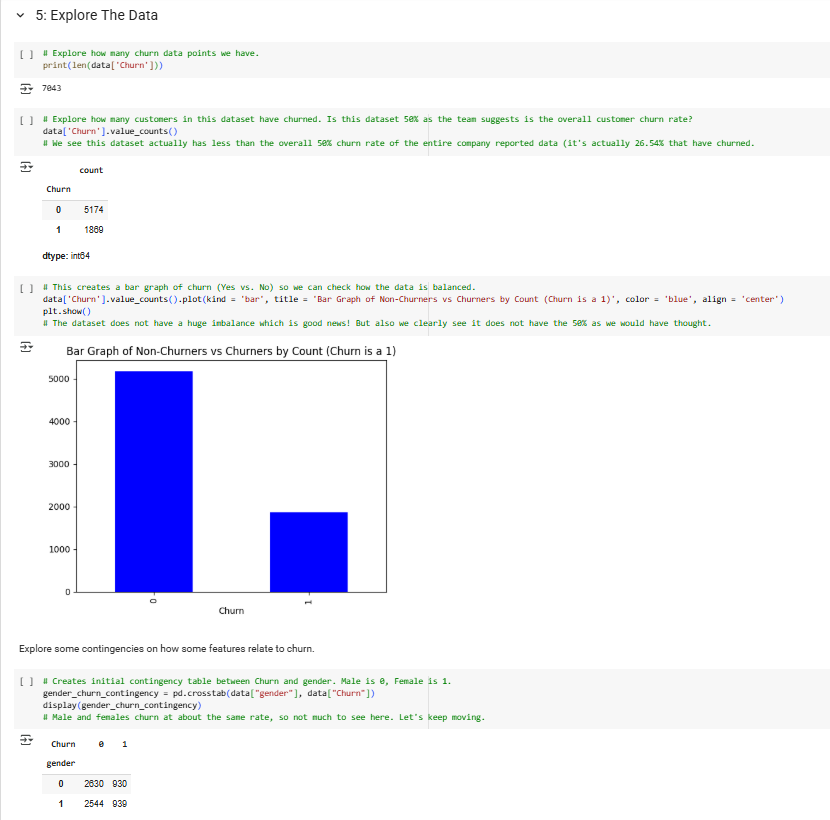 5: Explore The Data
[ ] # Explore how many churn data points we have.
print(len(data['Churn']))
7043
[ ] # Explore how many customers in this dataset have churned. Is this dataset 50% as the team suggests is the overall customer churn rate?
data['Churn'].value_counts()
# We see this dataset actually has less than the overall 50% churn rate of the entire company reported data (it's actually 26.54% that have churned.
count
Churn
0 5174
1 1869
dtype: int64
[ ] # This creates a bar graph of churn (Yes vs. No) so we can check how the data is balanced.
data['Churn'].value_counts().plot(kind = 'bar', title = 'Bar Graph of Non-Churners vs Churners by Count (Churn is a 1)', color = 'blue', align = 'center')
plt.show()
# The dataset does not have a huge imbalance which is good news! But also we clearly see it does not have the 50% as we would have thought.
Bar Graph of Non-Churners vs Churners by Count (Churn is a 1)
5000
4000
3000
2000
1000
0
0 1
Churn
Explore some contingencies on how some features relate to churn.
[ ] # Creates initial contingency table between Churn and gender. Male is 0, Female is 1.
gender_churn_contingency = pd.crosstab(data["gender"], data["Churn"])
display(gender_churn_contingency)
# Male and females churn at about the same rate, so not much to see here. Let's keep moving.
Churn 0 1
gender
0 2630 930
1 2544 939